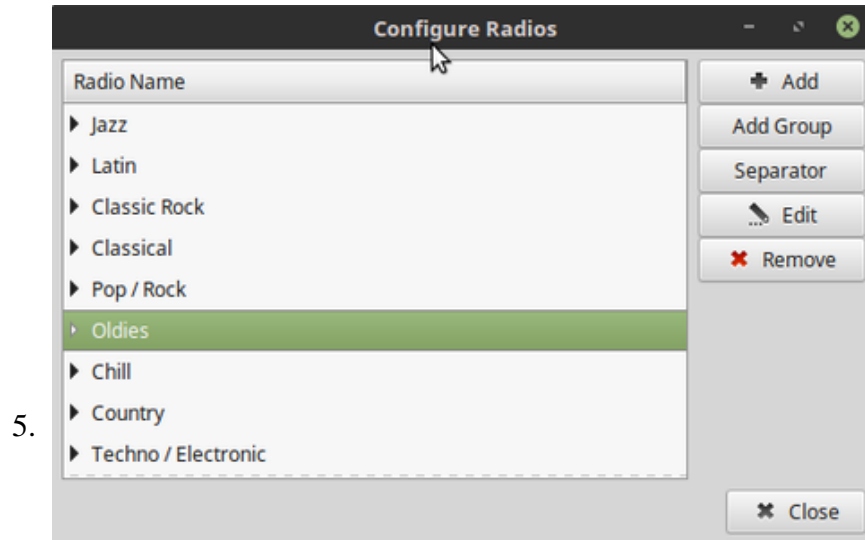 Configure Radios
Radio Name
Jazz
Latin
Classic Rock
Classical
Pop / Rock
Oldies
Chill
Country
Techno / Electronic
Add
Add Group
Separator
Edit
Remove
Close
5.